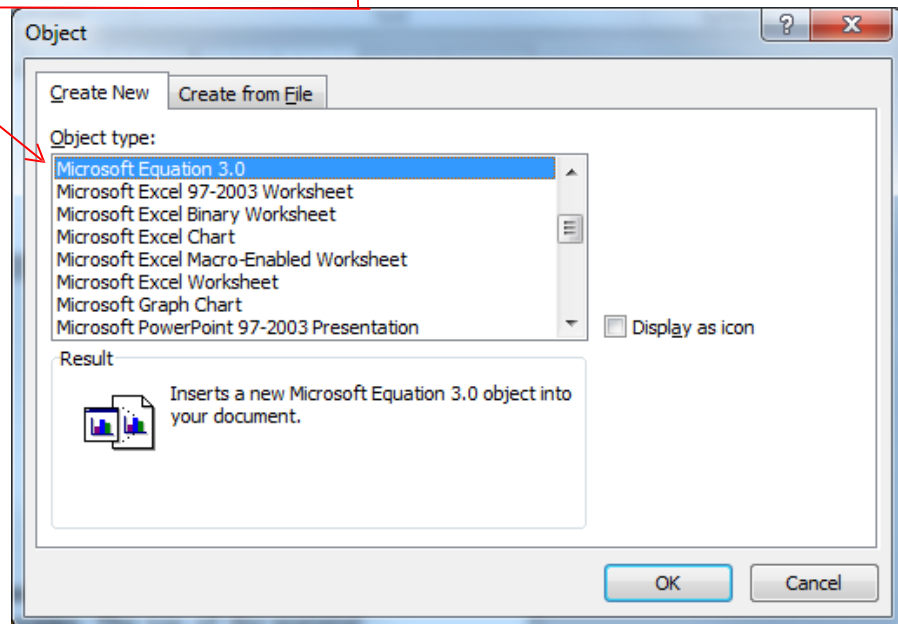 Object
?
X
Create New Create from File
Object type:
Microsoft Equation 3.0
Microsoft Excel 97-2003 Worksheet
Microsoft Excel Binary Worksheet
Microsoft Excel Chart
Microsoft Excel Macro-Enabled Worksheet
Microsoft Excel Worksheet
Microsoft Graph Chart
Microsoft PowerPoint 97-2003 Presentation
Display as icon
Result
Inserts a new Microsoft Equation 3.0 object into
your document.
OK Cancel